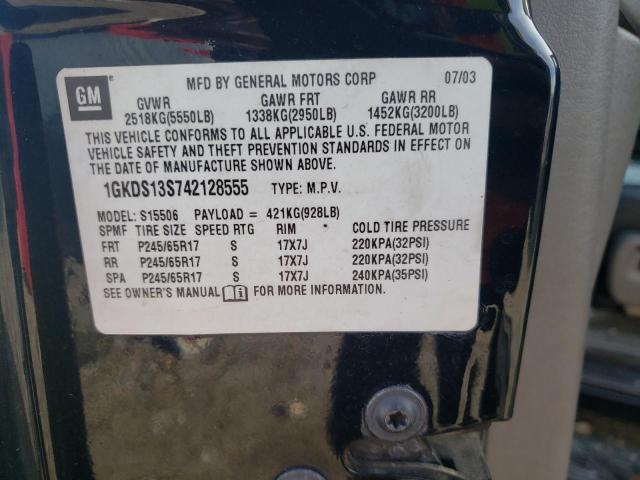 GM
MFD BY GENERAL MOTORS CORP 07/03
GVWR GAWR FRT GAWR RR
2518KG(5550LB) 1338KG(2950LB) 1452KG(3200LB)
THIS VEHICLE CONFORMS TO ALL APPLICABLE U.S. FEDERAL MOTOR
VEHICLE SAFETY AND THEFT PREVENTION STANDARDS IN EFFECT ON
THE DATE OF MANUFACTURE SHOWN ABOVE.
1GKDS13S742128555 TYPE: M.P.V.
MODEL: S15506 PAYLOAD = 421KG(928LB)
SPMF TIRE SIZE SPEED RTG RIM COLD TIRE PRESSURE
FRT P245/65R17 S 17X7J 220KPA(32PSI)
RR P245/65R17 S 17X7J 220KPA(32PSI)
SPA P245/65R17 S 17X7J 240KPA(35PSI)
SEE OWNER'S MANUAL FOR MORE INFORMATION.